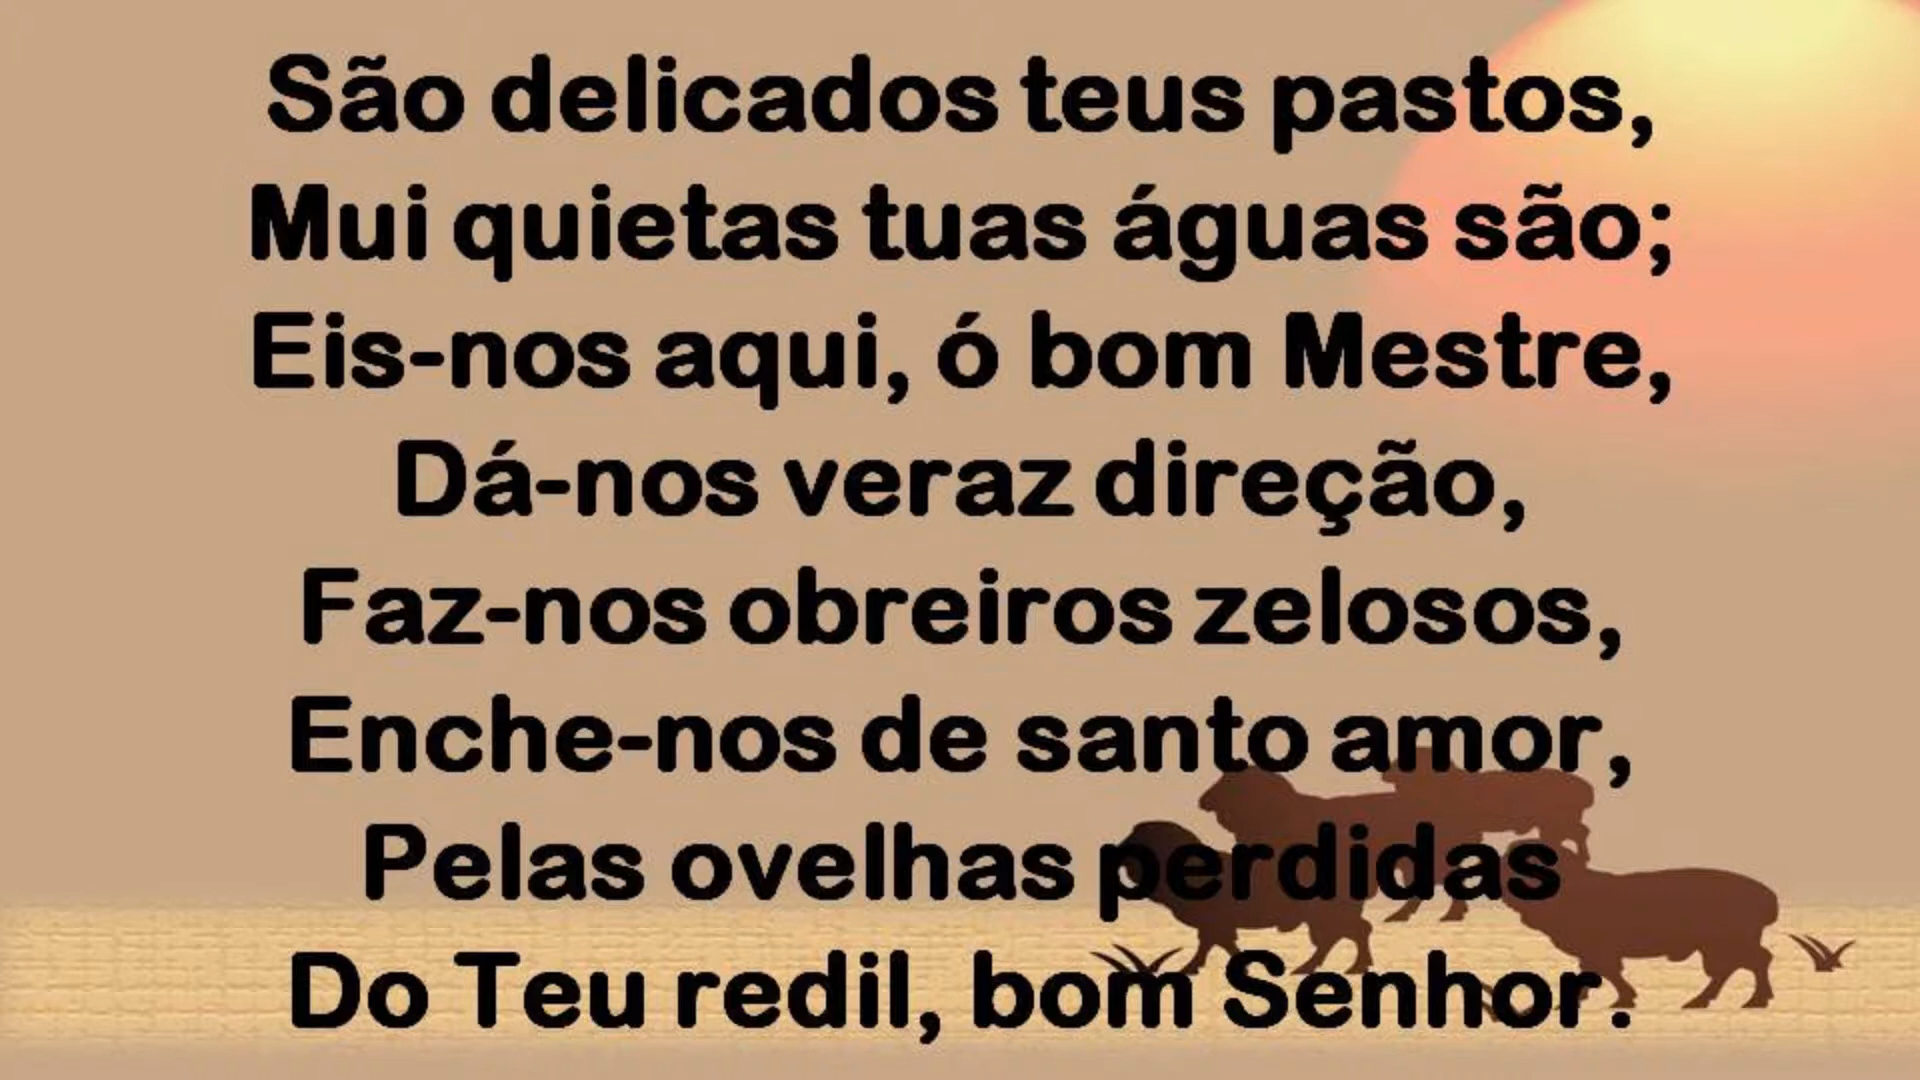 São delicados teus pastos,
Mui quietas tuas águas são;
Eis-nos aqui, ó bom Mestre,
Dá-nos veraz direção,
Faz-nos obreiros zelosos,
Enche-nos de santo amor,
Pelas ovelhas perdidas
Do Teu redil, bom Senhor.